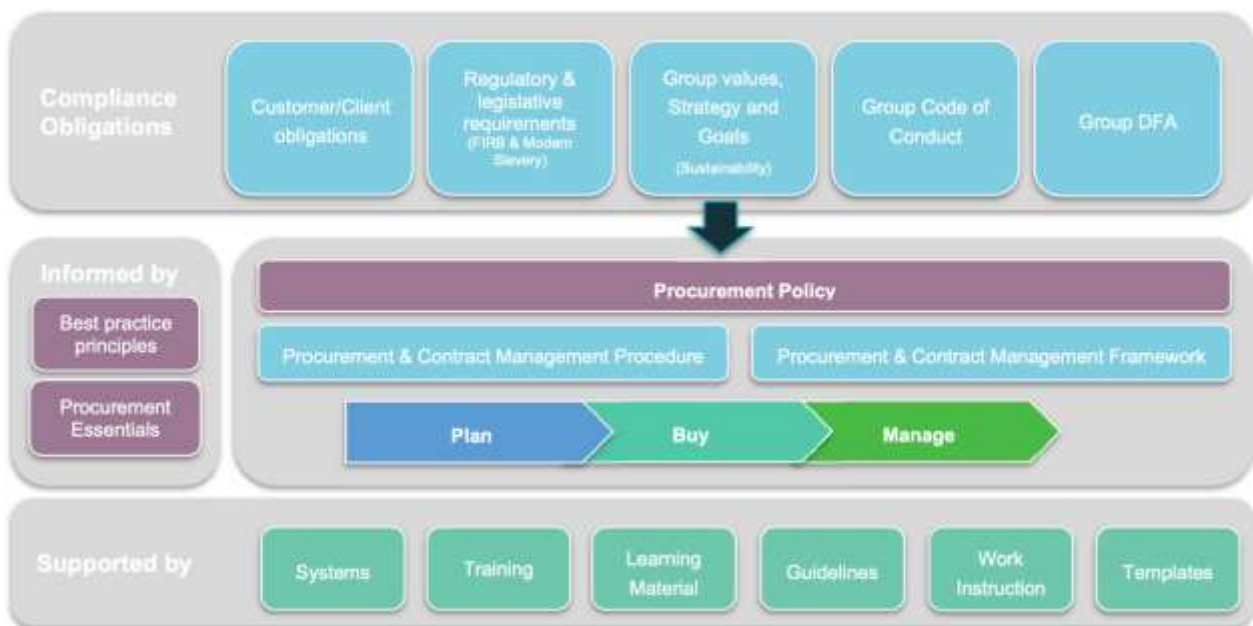 Compliance
Obligations
Customer/Client
obligations
Regulatory &
legislative
requirements
(FIRB & Modern
Slavery)
Group values,
Strategy and
Goals
(Sustainability)
Group Code of
Conduct
Group DFA
Informed by
Best practice
principles
Procurement
Essentials
Procurement Policy
Procurement & Contract Management Procedure
Procurement & Contract Management Framework
Plan
Buy
Manage
Supported by
Systems
Training
Learning
Material
Guidelines
Work
Instruction
Templates